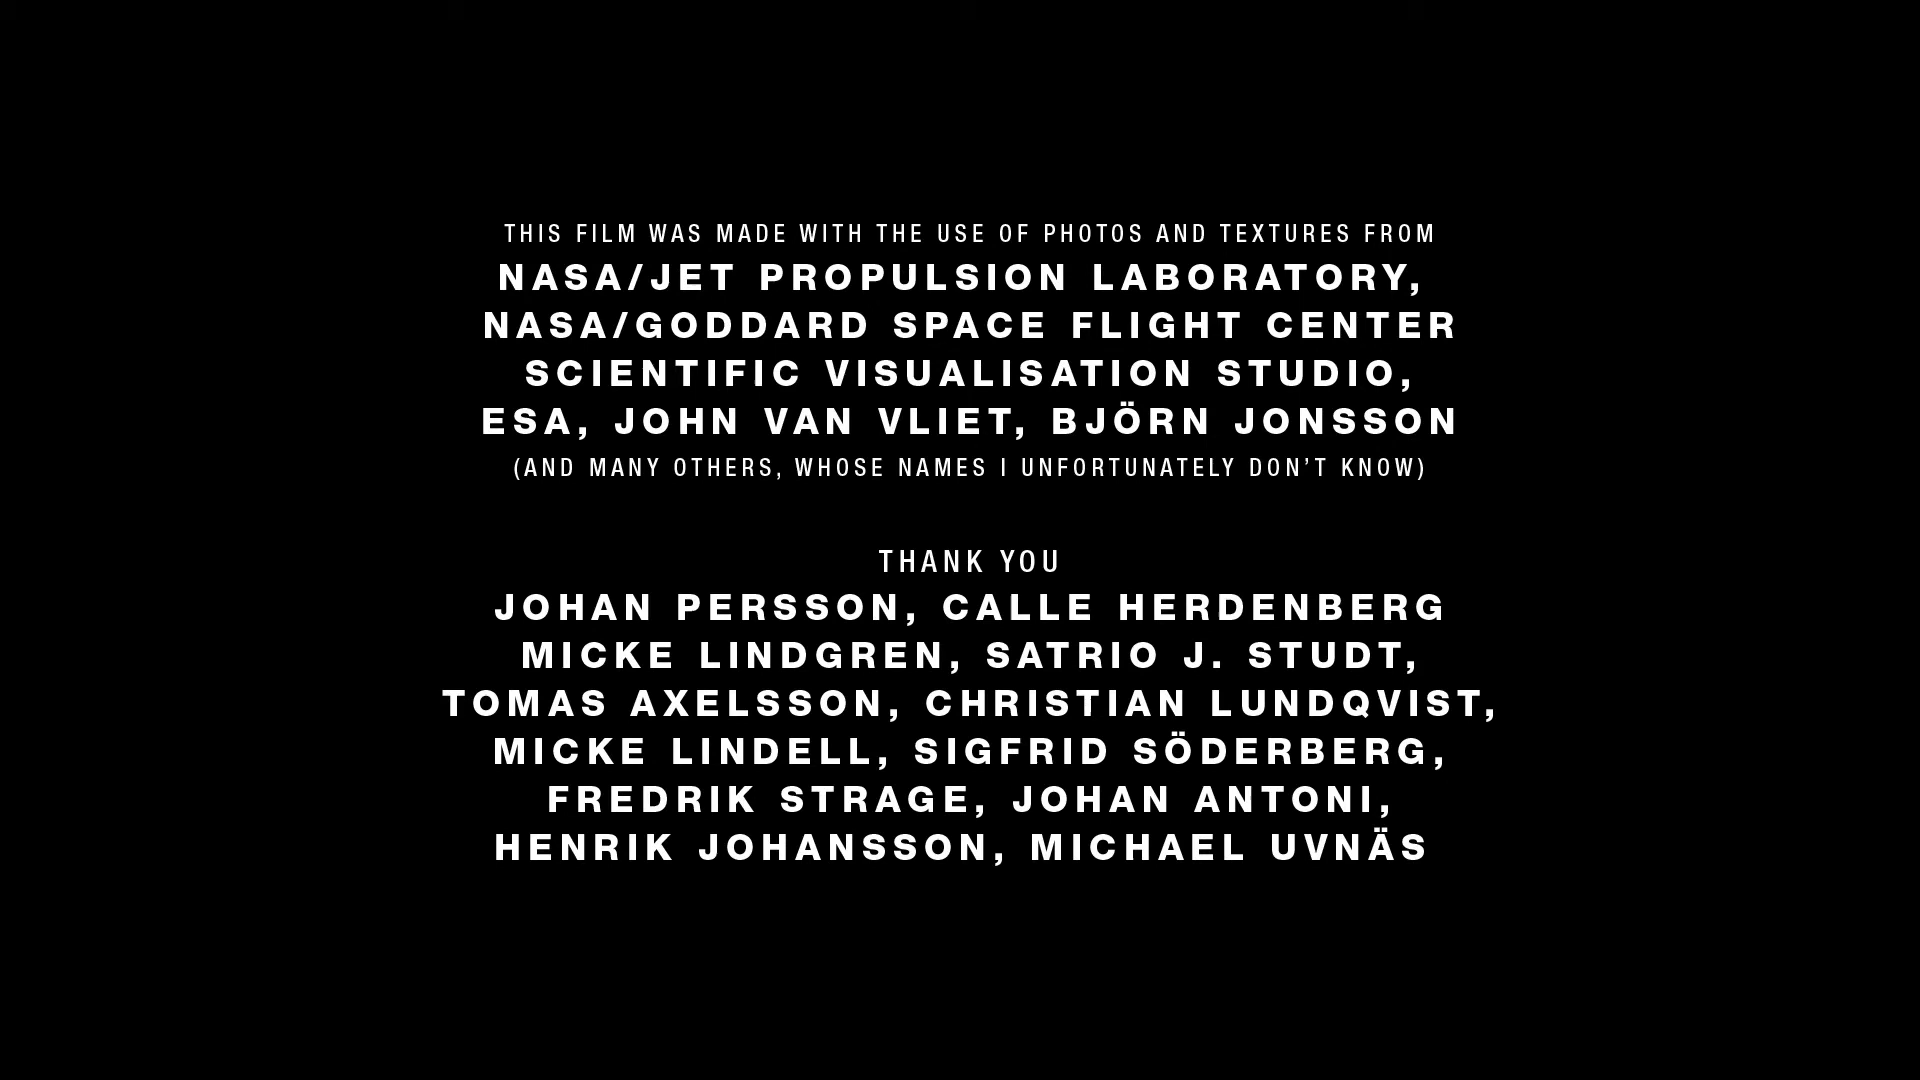 THIS FILM WAS MADE WITH THE USE OF PHOTOS AND TEXTURES FROM
NASA/JET PROPULSION LABORATORY,
NASA/GODDARD SPACE FLIGHT CENTER
SCIENTIFIC VISUALISATION STUDIO,
ESA, JOHN VAN VLIET, BJÖRN JONSSON
(AND MANY OTHERS, WHOSE NAMES I UNFORTUNATELY DON’T KNOW)
THANK YOU
JOHAN PERSSON, CALLE HERDENBERG
MICKE LINDGREN, SATRIO J. STUDT,
TOMAS AXELSSON, CHRISTIAN LUNDQVIST,
MICKE LINDELL, SIGFRID SÖDERBERG,
FREDRIK STRAGE, JOHAN ANTONI,
HENRIK JOHANSSON, MICHAEL UVNÄS